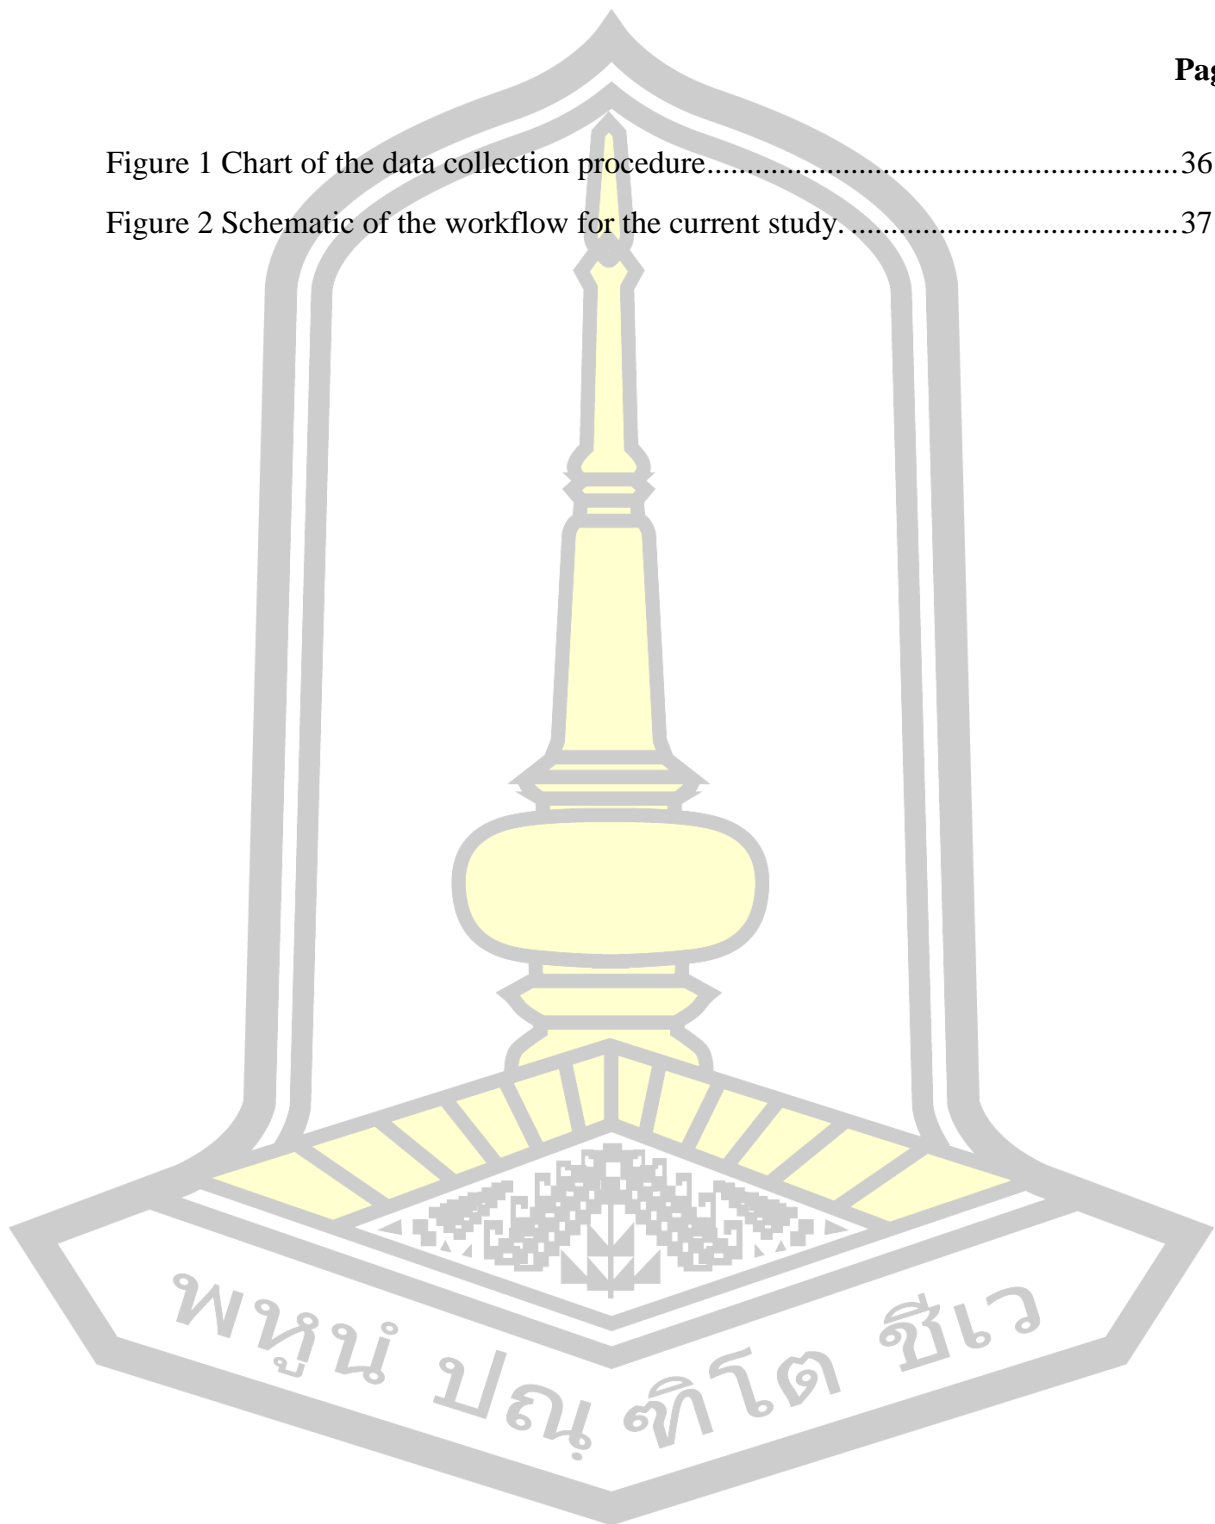 Pag
Figure 1 Chart of the data collection procedure.........................................................36
Figure 2 Schematic of the workflow for the current study. ........................................37
พหูนํ ปณฺ ฑิโต ชีเว